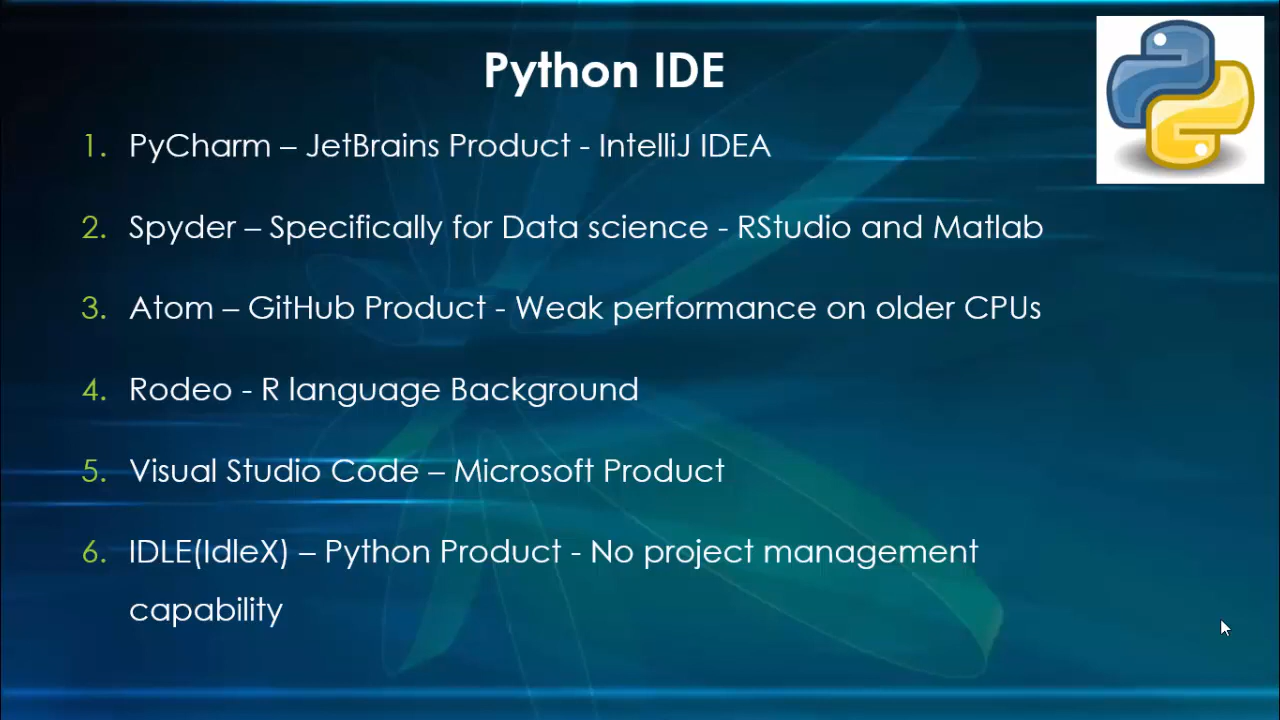 Python IDE
1. PyCharm – JetBrains Product - IntelliJ IDEA
2. Spyder – Specifically for Data science - RStudio and Matlab
3. Atom – GitHub Product - Weak performance on older CPUs
4. Rodeo - R language Background
5. Visual Studio Code – Microsoft Product
6. IDLE(IdleX) – Python Product - No project management
capability